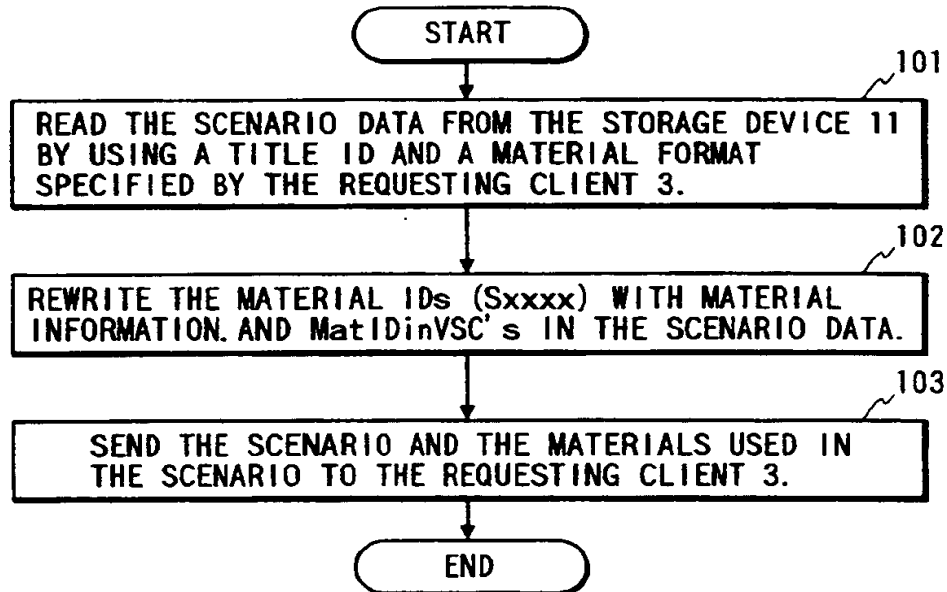 START
101
READ THE SCENARIO DATA FROM THE STORAGE DEVICE 11
BY USING A TITLE ID AND A MATERIAL FORMAT
SPECIFIED BY THE REQUESTING CLIENT 3.
102
REWRITE THE MATERIAL IDs (Sxxxx) WITH MATERIAL
INFORMATION. AND MatIDinVSC's IN THE SCENARIO DATA.
103
SEND THE SCENARIO AND THE MATERIALS USED IN
THE SCENARIO TO THE REQUESTING CLIENT 3.
END